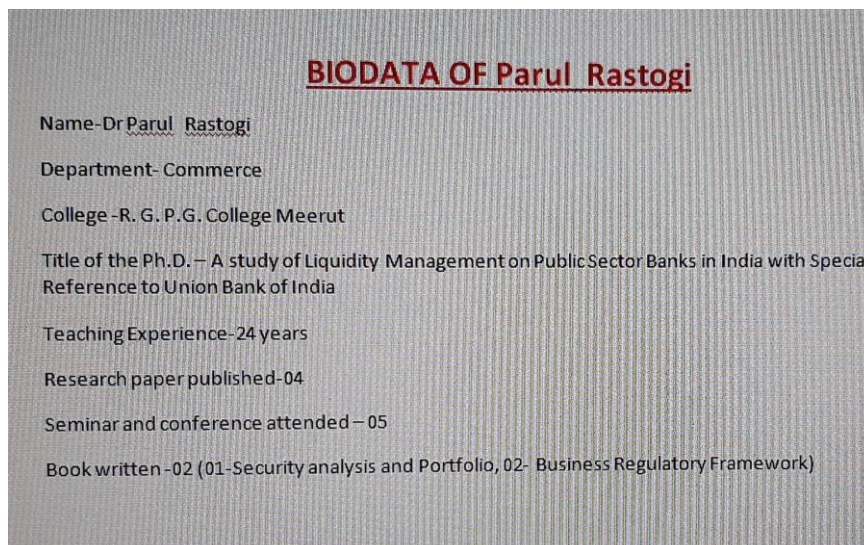 BIODATA OF Parul Rastogi
Name-Dr Parul Rastogi
Department- Commerce
College -R. G. P.G. College Meerut
Title of the Ph.D. – A study of Liquidity Management on Public Sector Banks in India with Specia
Reference to Union Bank of India
Teaching Experience-24 years
Research paper published-04
Seminar and conference attended – 05
Book written -02 (01-Security analysis and Portfolio, 02- Business Regulatory Framework)